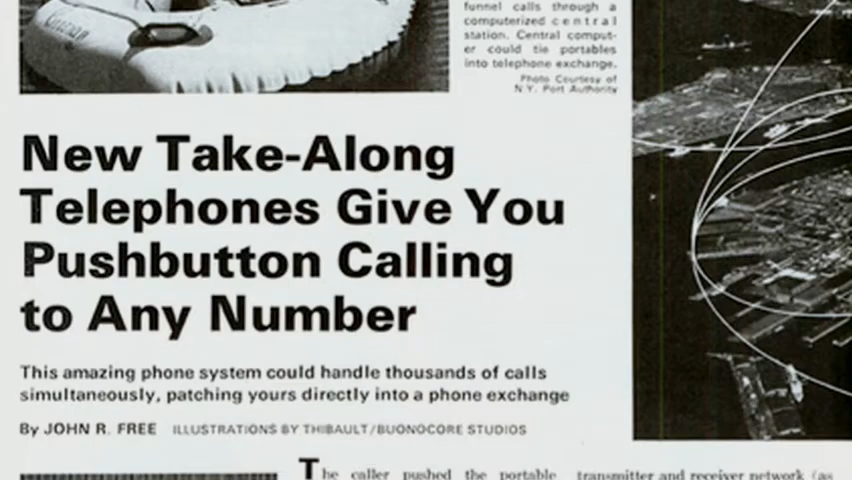 funnel calls through a
computerized central
station. Central comput-
er could tie portables
into telephone exchange.
Photo Courtesy of
N.Y. Port Authority
New Take-Along
Telephones Give You
Pushbutton Calling
to Any Number
This amazing phone system could handle thousands of calls
simultaneously, patching yours directly into a phone exchange
By JOHN R. FREE ILLUSTRATIONS BY THIBAULT/BUONOCORE STUDIOS
The caller pushed the portable
transmitter and receiver network (as